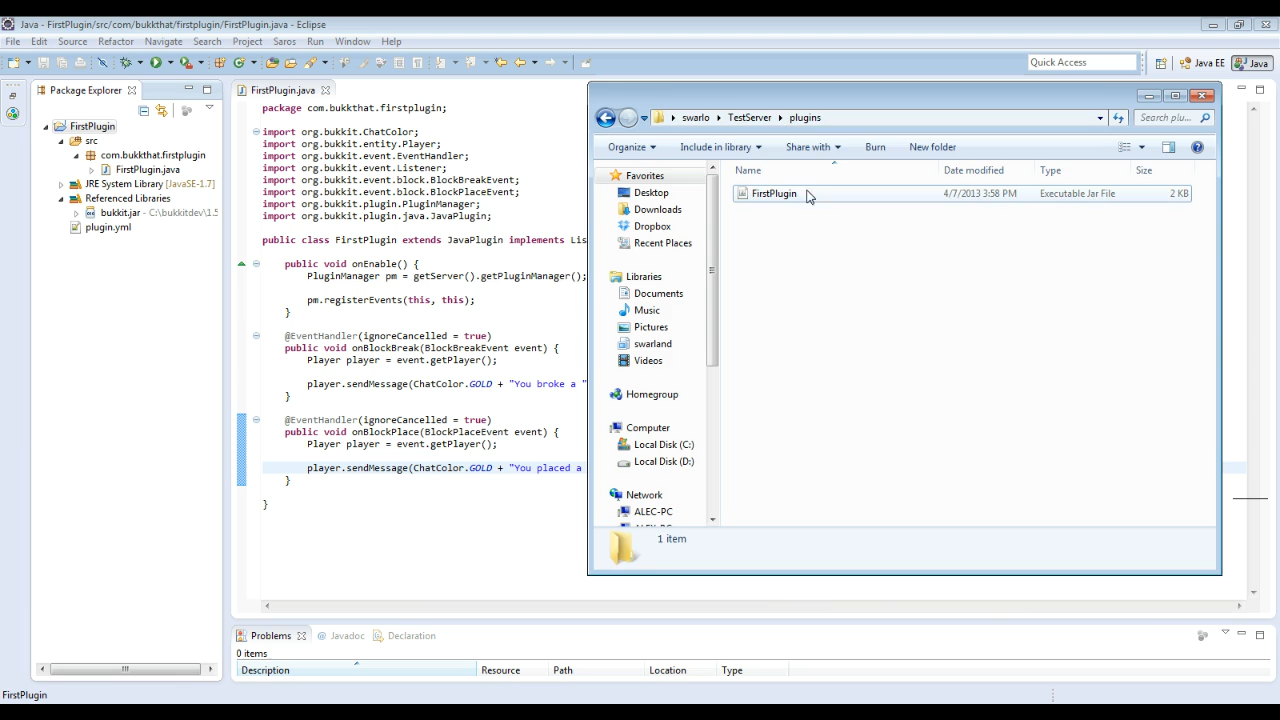 Java - FirstPlugin/src/com/bukkthat/firstplugin/FirstPlugin.java - Eclipse
File Edit Source Refactor Navigate Search Project Saros Run Window Help
Quick Access
Java EE
Java
Package Explorer
FirstPlugin
src
com.bukkthat.firstplugin
FirstPlugin.java
JRE System Library [JavaSE-1.7]
Referenced Libraries
bukkit.jar - C:\bukkitdev\1.5
plugin.yml
FirstPlugin.java
package com.bukkthat.firstplugin;
import org.bukkit.ChatColor;
import org.bukkit.entity.Player;
import org.bukkit.event.EventHandler;
import org.bukkit.event.Listener;
import org.bukkit.event.block.BlockBreakEvent;
import org.bukkit.event.block.BlockPlaceEvent;
import org.bukkit.plugin.PluginManager;
import org.bukkit.plugin.java.JavaPlugin;
public class FirstPlugin extends JavaPlugin implements Lis
public void onEnable() {
PluginManager pm = getServer().getPluginManager();
pm.registerEvents(this, this);
}
@EventHandler(ignoreCancelled = true)
public void onBlockBreak(BlockBreakEvent event) {
Player player = event.getPlayer();
player.sendMessage(ChatColor.GOLD + "You broke a "
}
@EventHandler(ignoreCancelled = true)
public void onBlockPlace(BlockPlaceEvent event) {
Player player = event.getPlayer();
player.sendMessage(ChatColor.GOLD + "You placed a
}
}
swarlo TestServer plugins
Search plu...
Organize Include in library Share with Burn New folder
Favorites
Desktop
Downloads
Dropbox
Recent Places
Libraries
Documents
Music
Pictures
swarland
Videos
Homegroup
Computer
Local Disk (C:)
Local Disk (D:)
Network
ALEC-PC
Name Date modified Type Size
FirstPlugin 4/7/2013 3:58 PM Executable Jar File 2 KB
1 item
Problems Javadoc Declaration
0 items
Description Resource Path Location Type
FirstPlugin